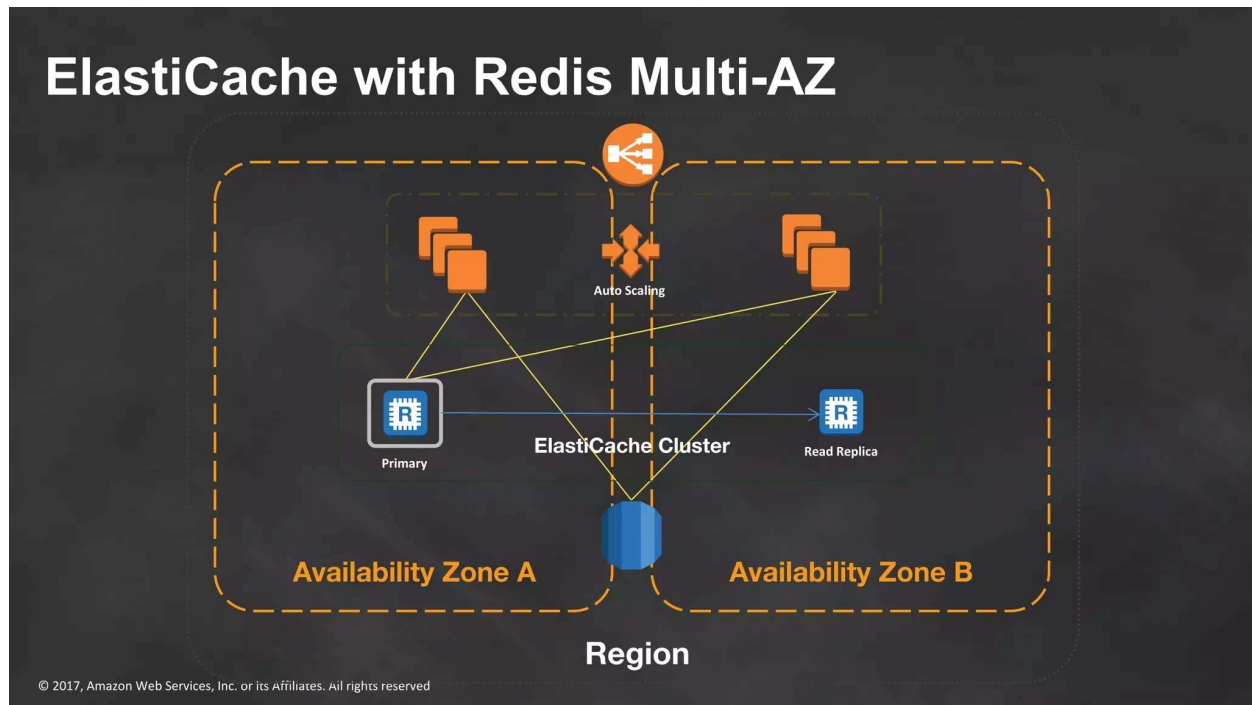 ElastiCache with Redis Multi-AZ
Auto Scaling
R
R
ElastiCache Cluster
Primary
Read Replica
Availability Zone A
Availability Zone B
Region
© 2017, Amazon Web Services, Inc. or its Affiliates. All rights reserved